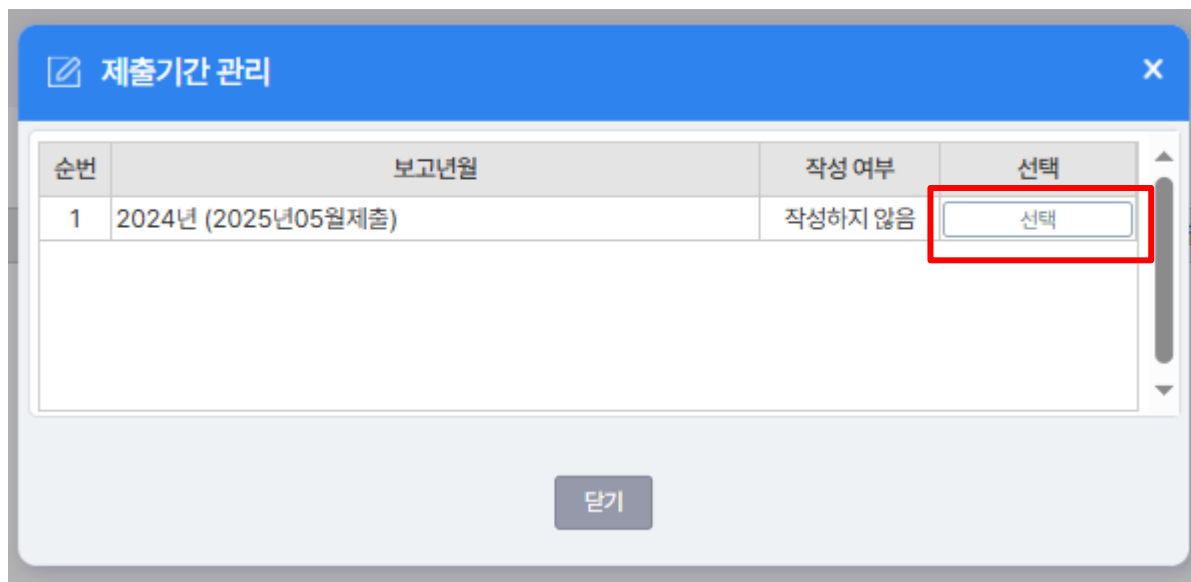 제출기간 관리
순번 보고년월 작성 여부 선택
1 2024년 (2025년05월제출) 작성하지 않음 선택
닫기